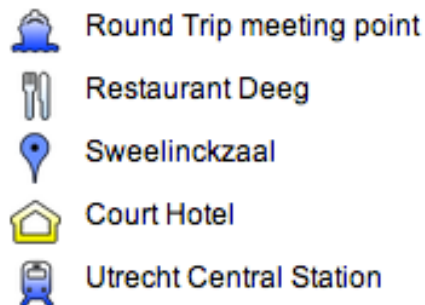 Round Trip meeting point
Restaurant Deeg
Sweelinckzaal
Court Hotel
Utrecht Central Station